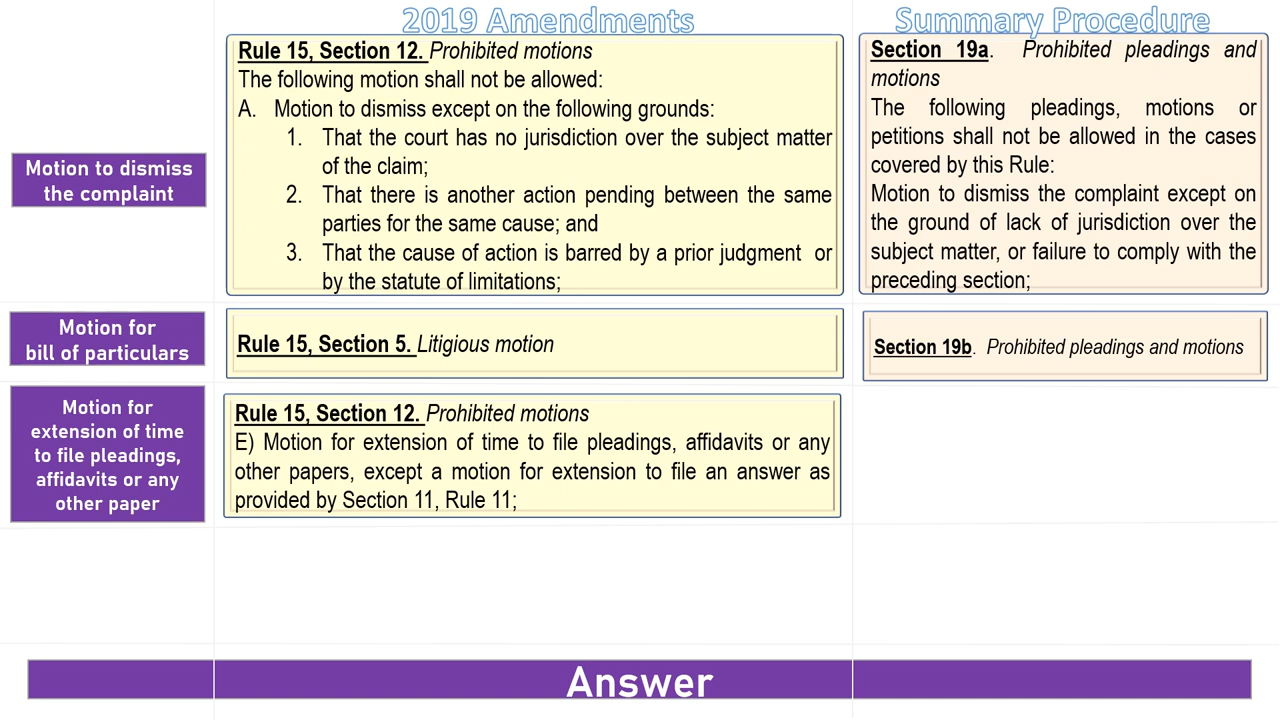 2019 Amendments
Summary Procedure
Motion to dismiss
the complaint
Rule 15, Section 12. Prohibited motions
The following motion shall not be allowed:
A. Motion to dismiss except on the following grounds:
1. That the court has no jurisdiction over the subject matter
of the claim;
2. That there is another action pending between the same
parties for the same cause; and
3. That the cause of action is barred by a prior judgment or
by the statute of limitations;
Section 19a. Prohibited pleadings and
motions
The following pleadings, motions or
petitions shall not be allowed in the cases
covered by this Rule:
Motion to dismiss the complaint except on
the ground of lack of jurisdiction over the
subject matter, or failure to comply with the
preceding section;
Motion for
bill of particulars
Rule 15, Section 5. Litigious motion
Section 19b. Prohibited pleadings and motions
Motion for
extension of time
to file pleadings,
affidavits or any
other paper
Rule 15, Section 12. Prohibited motions
E) Motion for extension of time to file pleadings, affidavits or any
other papers, except a motion for extension to file an answer as
provided by Section 11, Rule 11;
Answer